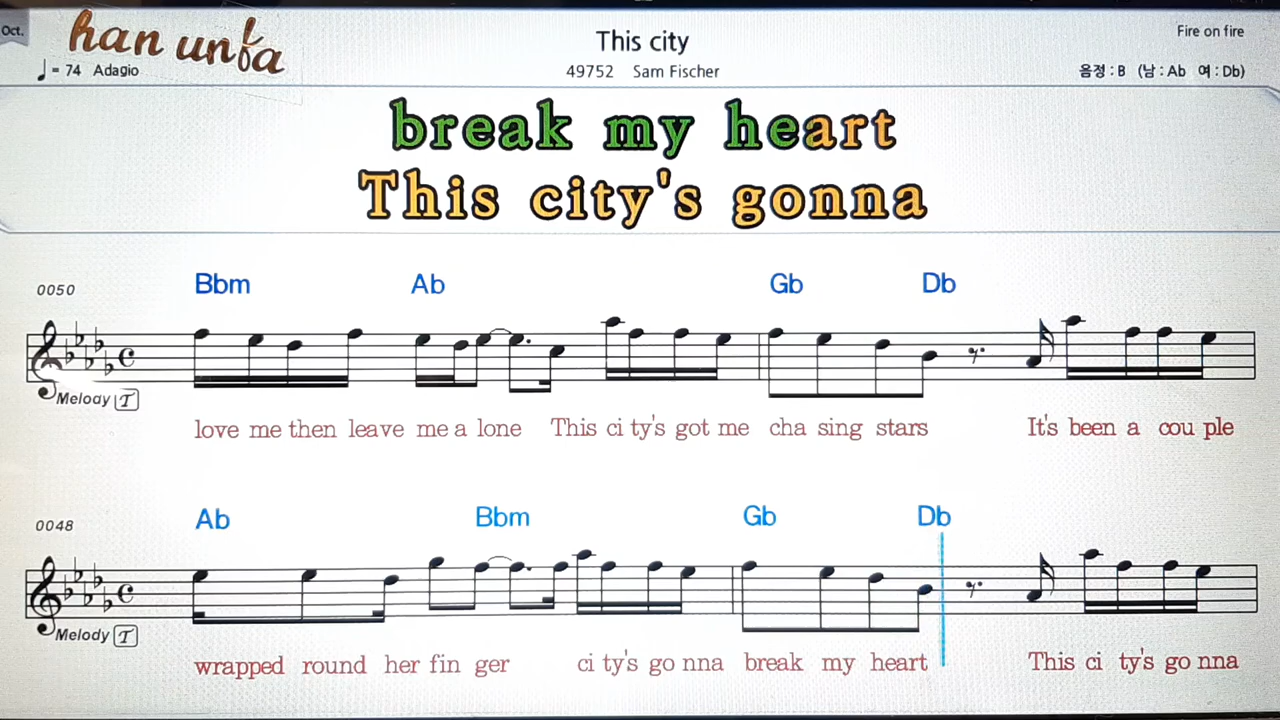 Oct.
han unfa
♩ = 74 Adagio
This city
49752 Sam Fischer
Fire on fire
음정 : B (남 : Ab 여 : Db)
break my heart
This city's gonna
0050
Bbm Ab Gb Db
Melody T
love me then leave me a lone This ci ty's got me cha sing stars It's been a cou ple
0048
Ab Bbm Gb Db
Melody T
wrapped round her fin ger ci ty's go nna break my heart This ci ty's go nna